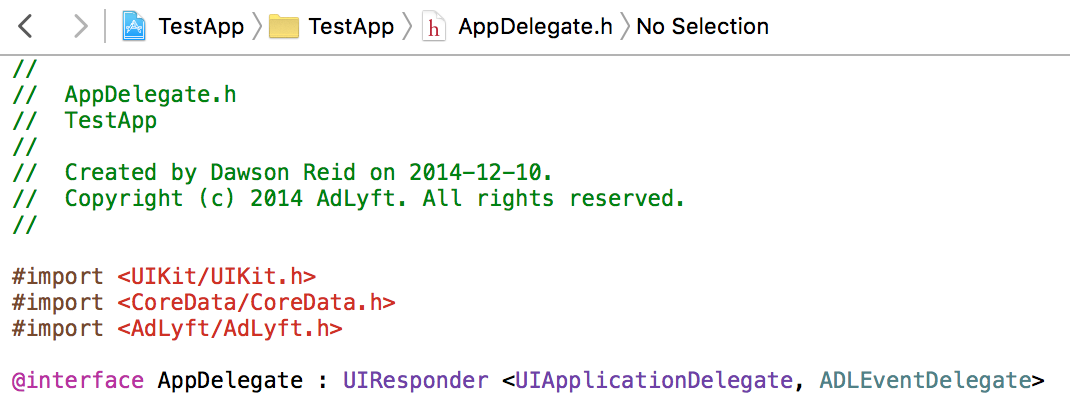 TestApp TestApp AppDelegate.h No Selection
//
//  AppDelegate.h
//  TestApp
//
//  Created by Dawson Reid on 2014-12-10.
//  Copyright (c) 2014 AdLyft. All rights reserved.
//
#import <UIKit/UIKit.h>
#import <CoreData/CoreData.h>
#import <AdLyft/AdLyft.h>
@interface AppDelegate : UIResponder <UIApplicationDelegate, ADLEventDelegate>